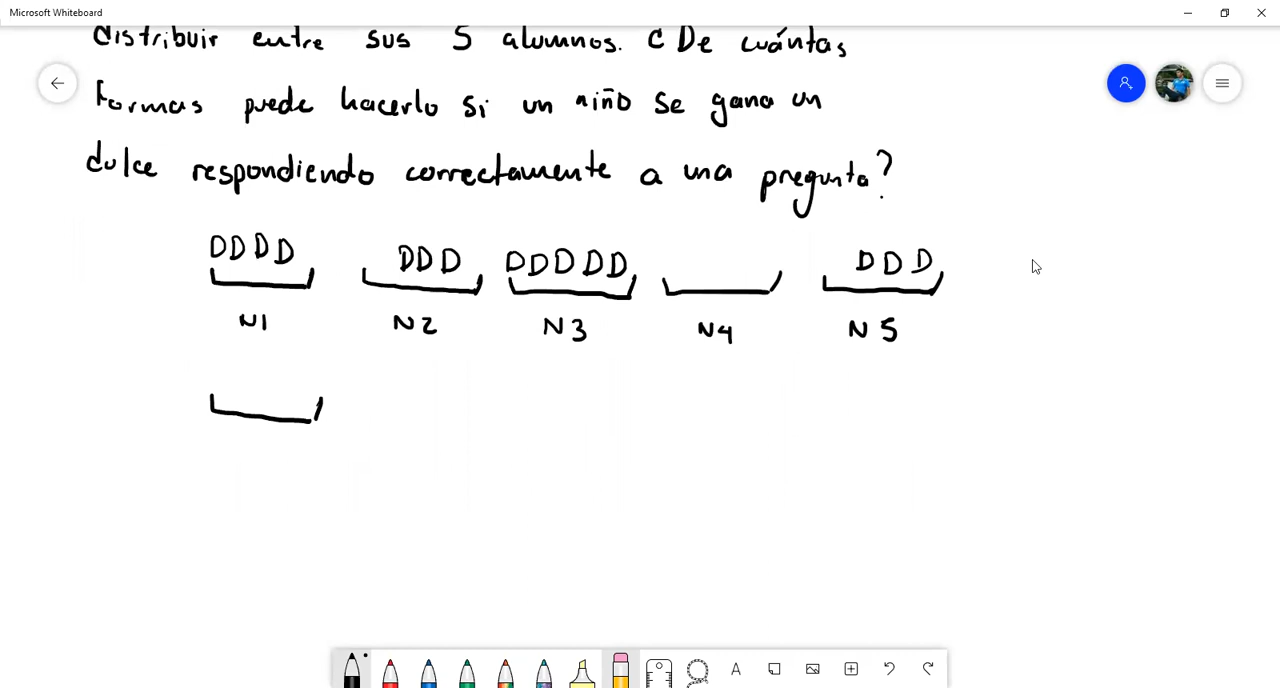 Microsoft Whiteboard
distribuir entre sus 5 alumnos. ¿De cuántas
formas puede hacerlo si un niño se gana un
dulce respondiendo correctamente a una pregunta?
DDDD DDD DDDDD DDD
N1 N2 N3 N4 N5
A